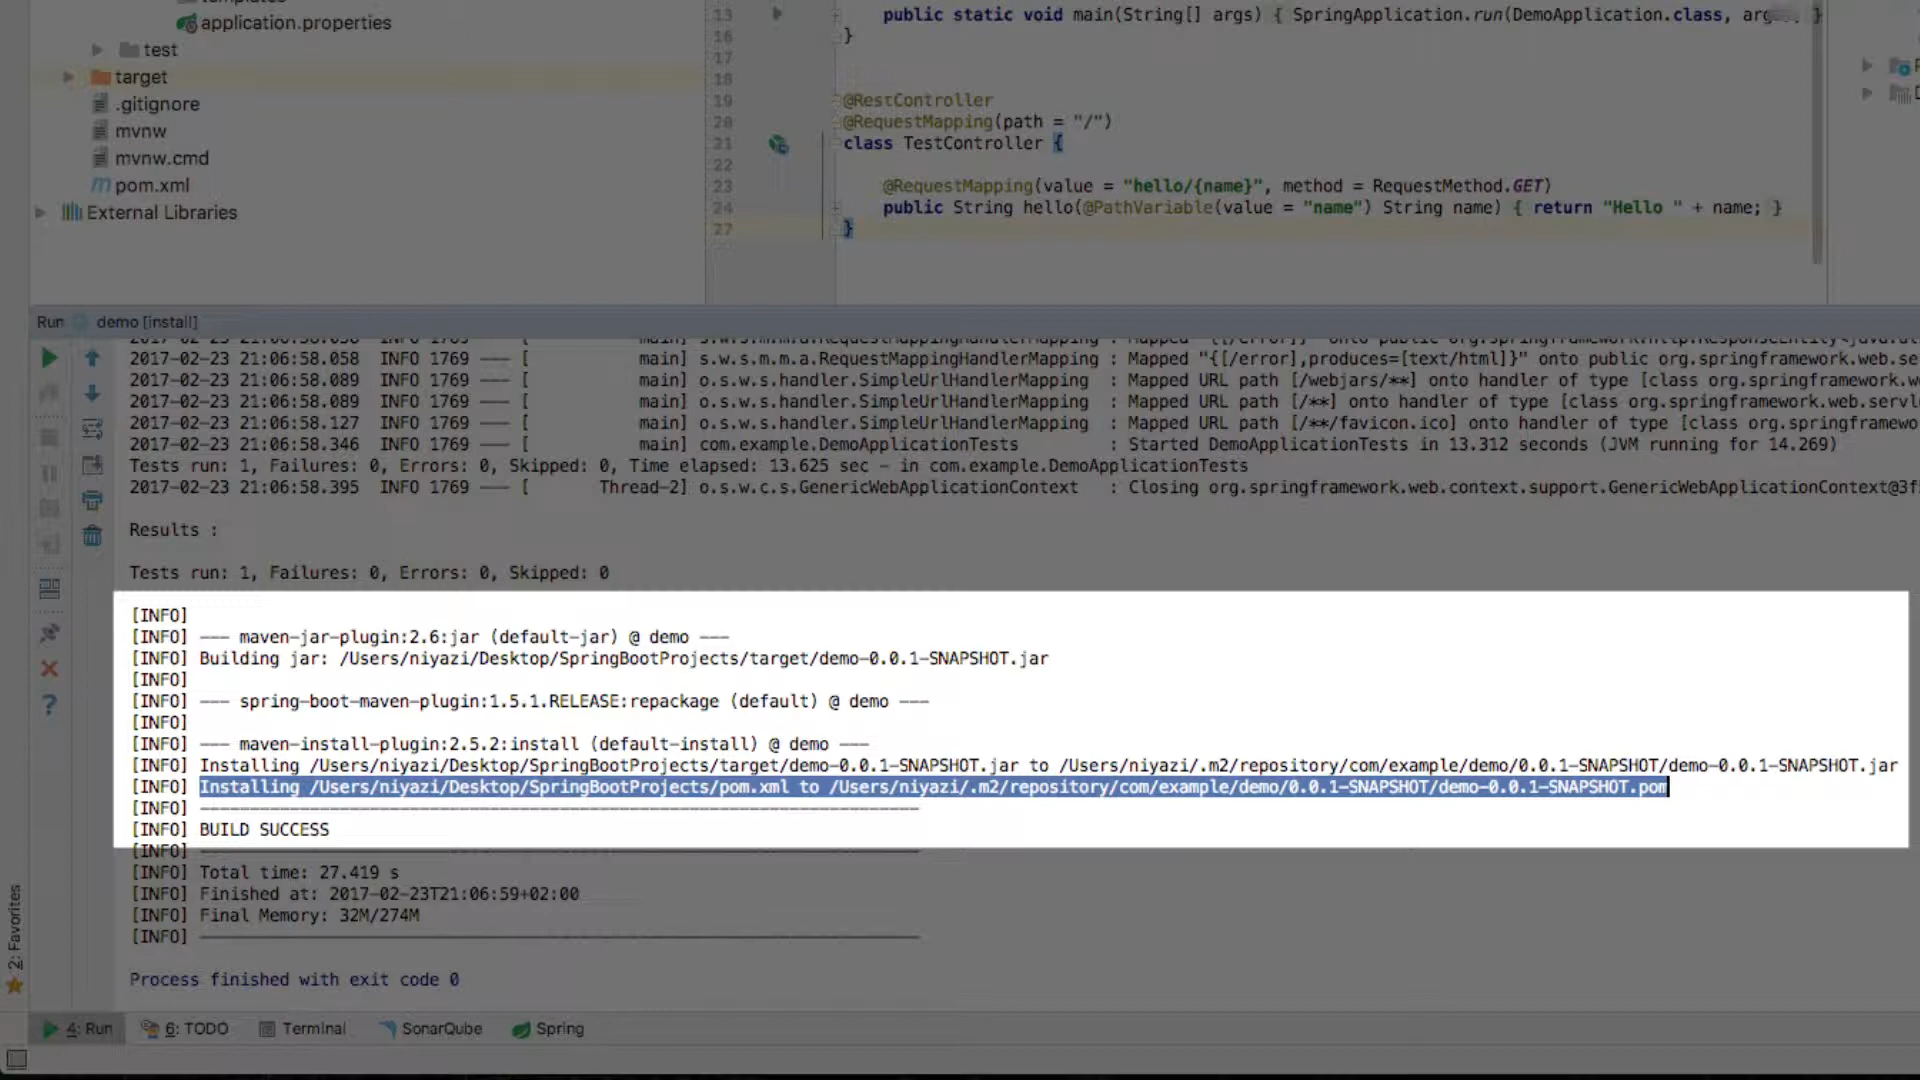 templates
application.properties
test
target
.gitignore
mvnw
mvnw.cmd
pom.xml
External Libraries
13 public static void main(String[] args) { SpringApplication.run(DemoApplication.class, args); }
16 }
17
18
19 @RestController
20 @RequestMapping(path = "/")
21 class TestController {
22
23 @RequestMapping(value = "hello/{name}", method = RequestMethod.GET)
24 public String hello(@PathVariable(value = "name") String name) { return "Hello " + name; }
27 }
Run demo [install]
2017-02-23 21:06:58.058 INFO 1769 --- [ main] s.w.s.m.m.a.RequestMappingHandlerMapping : Mapped "{[/error],produces=[text/html]}" onto public org.springframework.web.se
2017-02-23 21:06:58.089 INFO 1769 --- [ main] o.s.w.s.handler.SimpleUrlHandlerMapping : Mapped URL path [/webjars/**] onto handler of type [class org.springframework.w
2017-02-23 21:06:58.089 INFO 1769 --- [ main] o.s.w.s.handler.SimpleUrlHandlerMapping : Mapped URL path [/**] onto handler of type [class org.springframework.web.servl
2017-02-23 21:06:58.127 INFO 1769 --- [ main] o.s.w.s.handler.SimpleUrlHandlerMapping : Mapped URL path [/**/favicon.ico] onto handler of type [class org.springframewo
2017-02-23 21:06:58.346 INFO 1769 --- [ main] com.example.DemoApplicationTests : Started DemoApplicationTests in 13.312 seconds (JVM running for 14.269)
Tests run: 1, Failures: 0, Errors: 0, Skipped: 0, Time elapsed: 13.625 sec - in com.example.DemoApplicationTests
2017-02-23 21:06:58.395 INFO 1769 --- [ Thread-2] o.s.w.c.s.GenericWebApplicationContext : Closing org.springframework.web.context.support.GenericWebApplicationContext@3f
Results :
Tests run: 1, Failures: 0, Errors: 0, Skipped: 0
[INFO]
[INFO] --- maven-jar-plugin:2.6:jar (default-jar) @ demo ---
[INFO] Building jar: /Users/niyazi/Desktop/SpringBootProjects/target/demo-0.0.1-SNAPSHOT.jar
[INFO]
[INFO] --- spring-boot-maven-plugin:1.5.1.RELEASE:repackage (default) @ demo ---
[INFO]
[INFO] --- maven-install-plugin:2.5.2:install (default-install) @ demo ---
[INFO] Installing /Users/niyazi/Desktop/SpringBootProjects/target/demo-0.0.1-SNAPSHOT.jar to /Users/niyazi/.m2/repository/com/example/demo/0.0.1-SNAPSHOT/demo-0.0.1-SNAPSHOT.jar
[INFO] Installing /Users/niyazi/Desktop/SpringBootProjects/pom.xml to /Users/niyazi/.m2/repository/com/example/demo/0.0.1-SNAPSHOT/demo-0.0.1-SNAPSHOT.pom
[INFO] ------------------------------------------------------------------------
[INFO] BUILD SUCCESS
[INFO] ------------------------------------------------------------------------
[INFO] Total time: 27.419 s
[INFO] Finished at: 2017-02-23T21:06:59+02:00
[INFO] Final Memory: 32M/274M
[INFO] ------------------------------------------------------------------------
Process finished with exit code 0
2: Favorites
4: Run 6: TODO Terminal SonarQube Spring